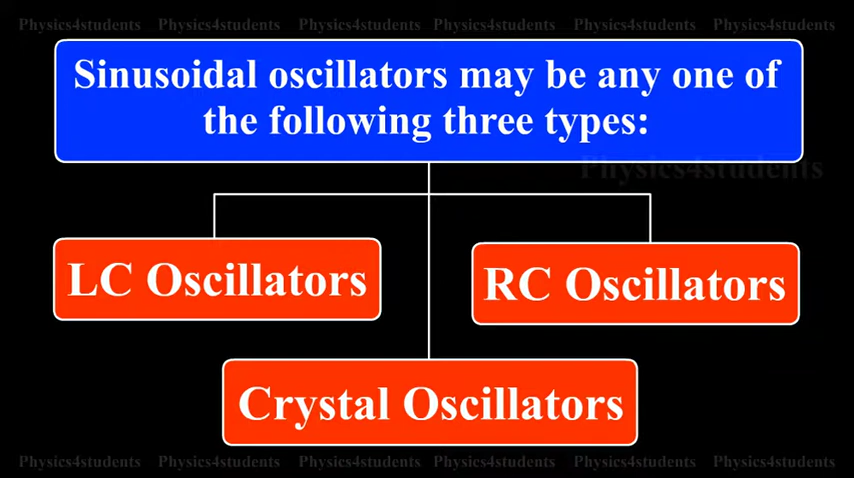 Physics4students Physics4students Physics4students Physics4students Physics4students Physics4students
Sinusoidal oscillators may be any one of
the following three types:
Physics4students
LC Oscillators
RC Oscillators
Crystal Oscillators
Physics4students Physics4students Physics4students Physics4students Physics4students Physics4students